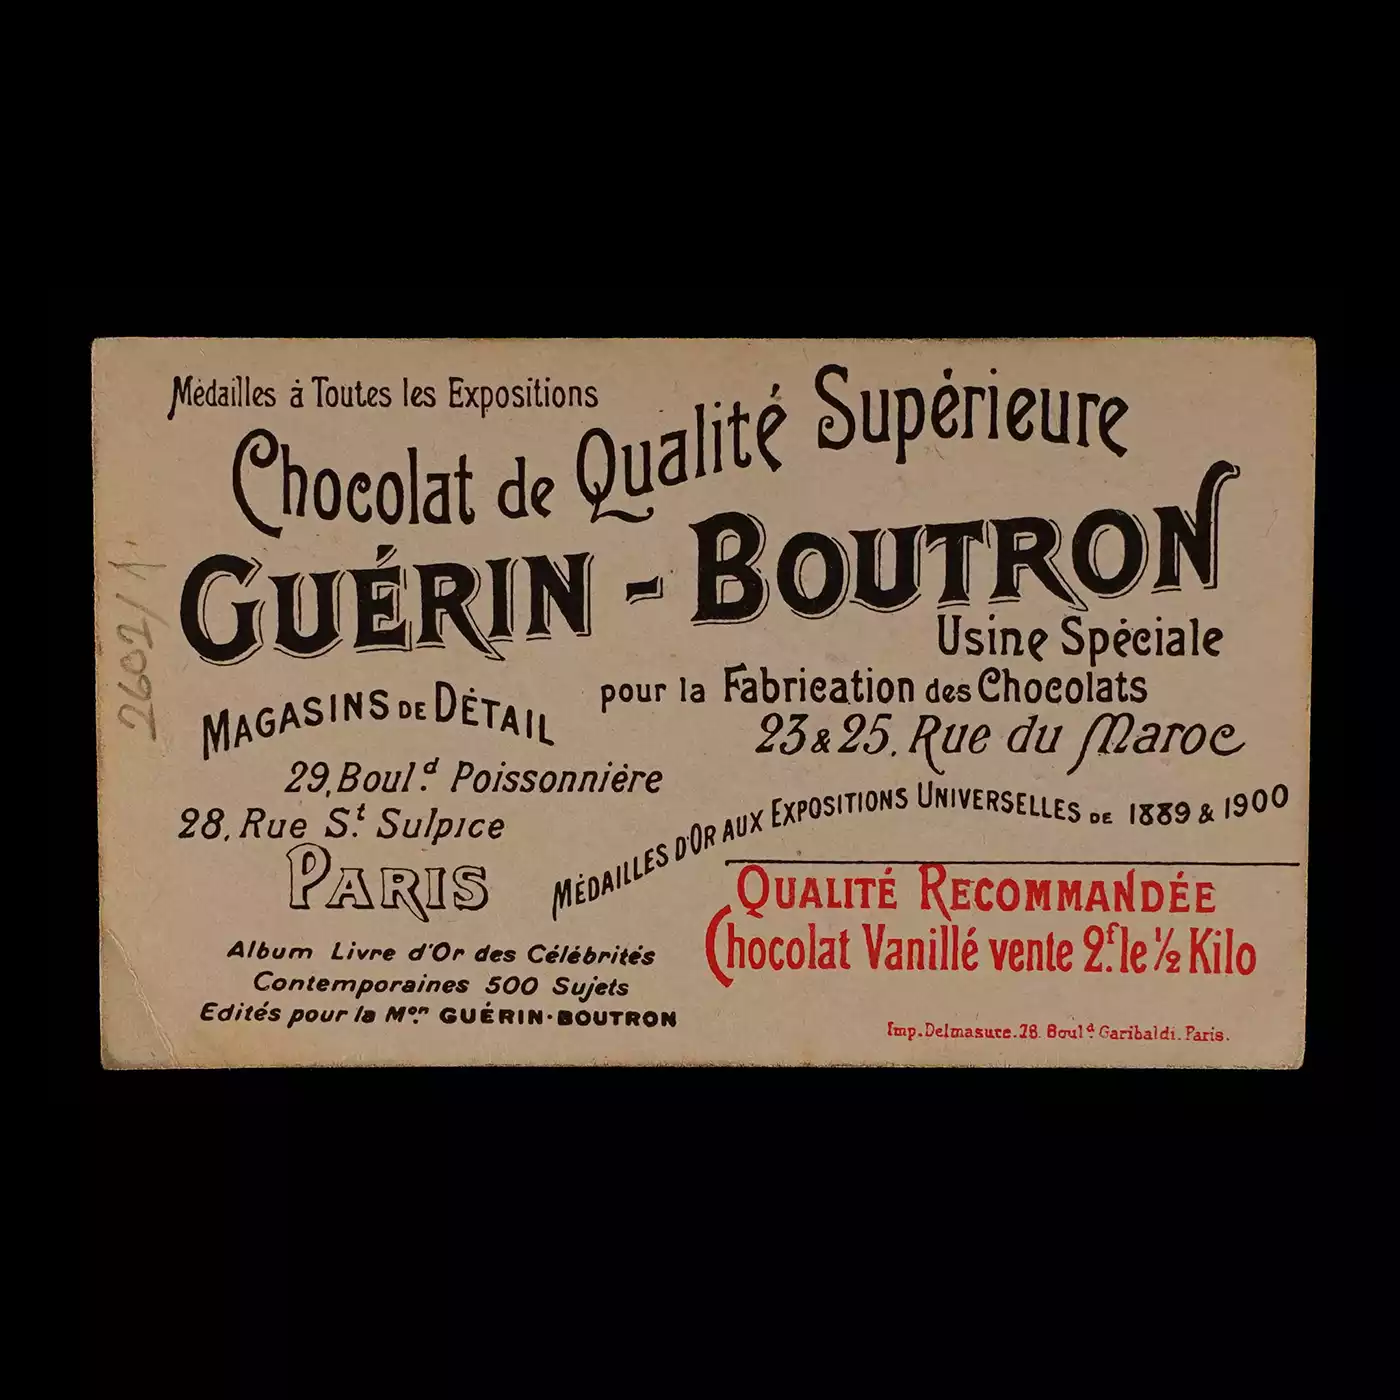 Médailles à Toutes les Expositions
Chocolat de Qualité Supérieure
GUÉRIN - BOUTRON
Usine Spéciale
pour la Fabrication des Chocolats
23 & 25, Rue du Maroc
MAGASINS DE DÉTAIL
29, Boul.d Poissonnière
28, Rue St. Sulpice
PARIS
MÉDAILLES D'OR AUX EXPOSITIONS UNIVERSELLES DE 1889 & 1900
Album Livre d'Or des Célébrités
Contemporaines 500 Sujets
Edités pour la Mon GUÉRIN-BOUTRON
QUALITÉ RECOMMANDÉE
Chocolat Vanillé vente 2.f le ½ Kilo
Imp. Delmasure. 28. Boul.d Garibaldi. Paris.
2602/1.